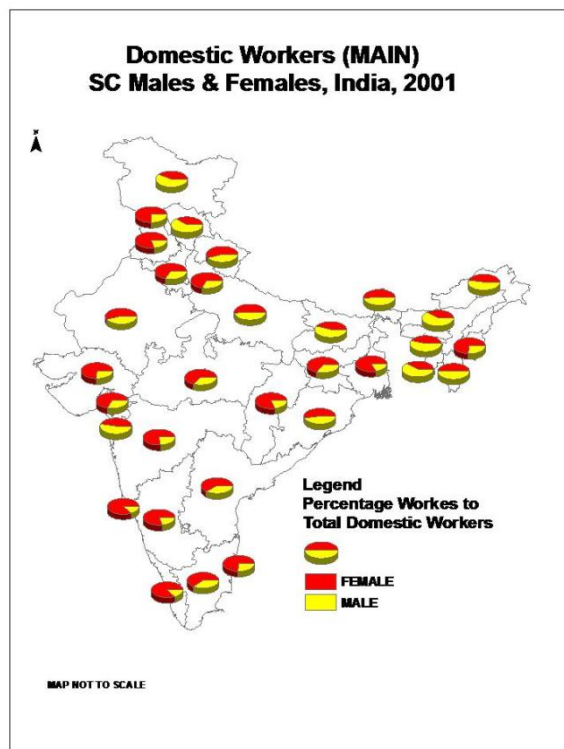 Domestic Workers (MAIN)
SC Males & Females, India, 2001
N
Legend
Percentage Workes to
Total Domestic Workers
FEMALE
MALE
MAP NOT TO SCALE